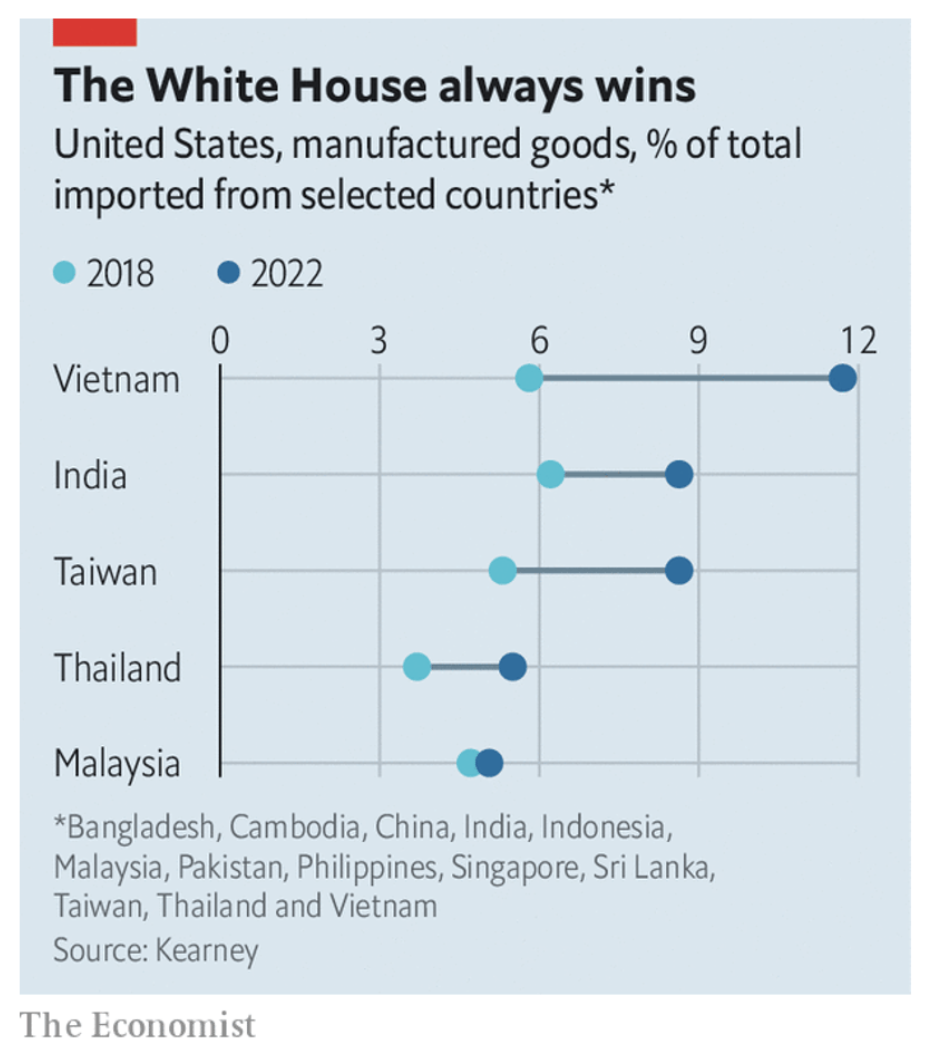 The White House always wins
United States, manufactured goods, % of total
imported from selected countries*
2018 2022
0 3 6 9 12
Vietnam
India
Taiwan
Thailand
Malaysia
*Bangladesh, Cambodia, China, India, Indonesia,
Malaysia, Pakistan, Philippines, Singapore, Sri Lanka,
Taiwan, Thailand and Vietnam
Source: Kearney
The Economist